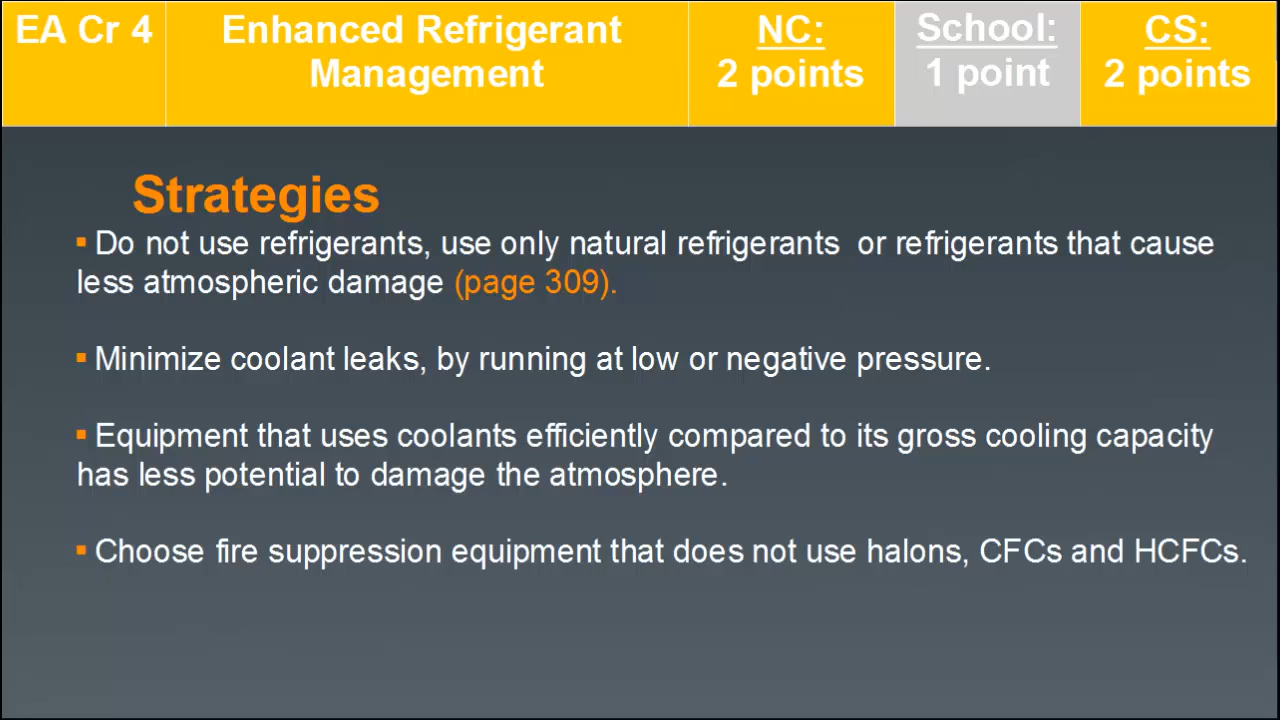 EA Cr 4
Enhanced Refrigerant
Management
NC:
2 points
School:
1 point
CS:
2 points
Strategies
▪ Do not use refrigerants, use only natural refrigerants  or refrigerants that cause
less atmospheric damage (page 309).
▪ Minimize coolant leaks, by running at low or negative pressure.
▪ Equipment that uses coolants efficiently compared to its gross cooling capacity
has less potential to damage the atmosphere.
▪ Choose fire suppression equipment that does not use halons, CFCs and HCFCs.